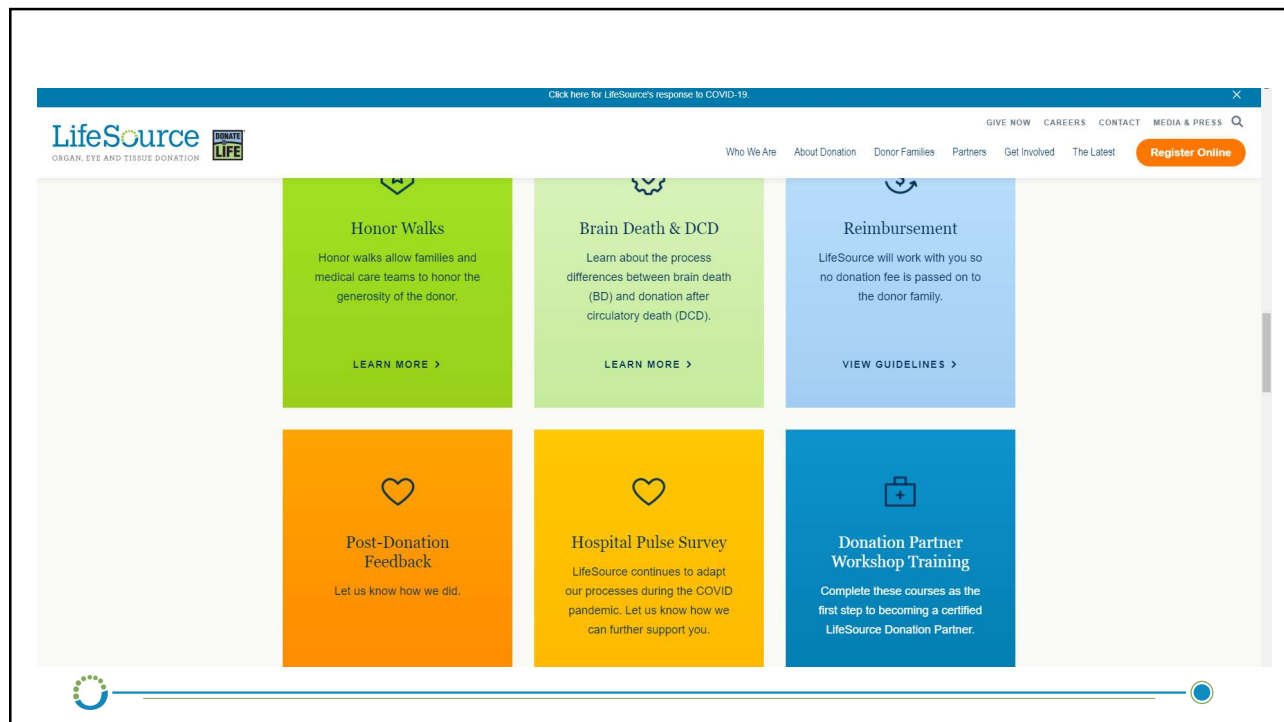 Click here for LifeSource's response to COVID-19.
GIVE NOW CAREERS CONTACT MEDIA & PRESS
LifeSource
ORGAN, EYE AND TISSUE DONATION
DONATE
LIFE
Who We Are About Donation Donor Families Partners Get Involved The Latest Register Online
Honor Walks
Honor walks allow families and
medical care teams to honor the
generosity of the donor.
LEARN MORE >
Brain Death & DCD
Learn about the process
differences between brain death
(BD) and donation after
circulatory death (DCD).
LEARN MORE >
Reimbursement
LifeSource will work with you so
no donation fee is passed on to
the donor family.
VIEW GUIDELINES >
Post-Donation
Feedback
Let us know how we did.
Hospital Pulse Survey
LifeSource continues to adapt
our processes during the COVID
pandemic. Let us know how we
can further support you.
Donation Partner
Workshop Training
Complete these courses as the
first step to becoming a certified
LifeSource Donation Partner.